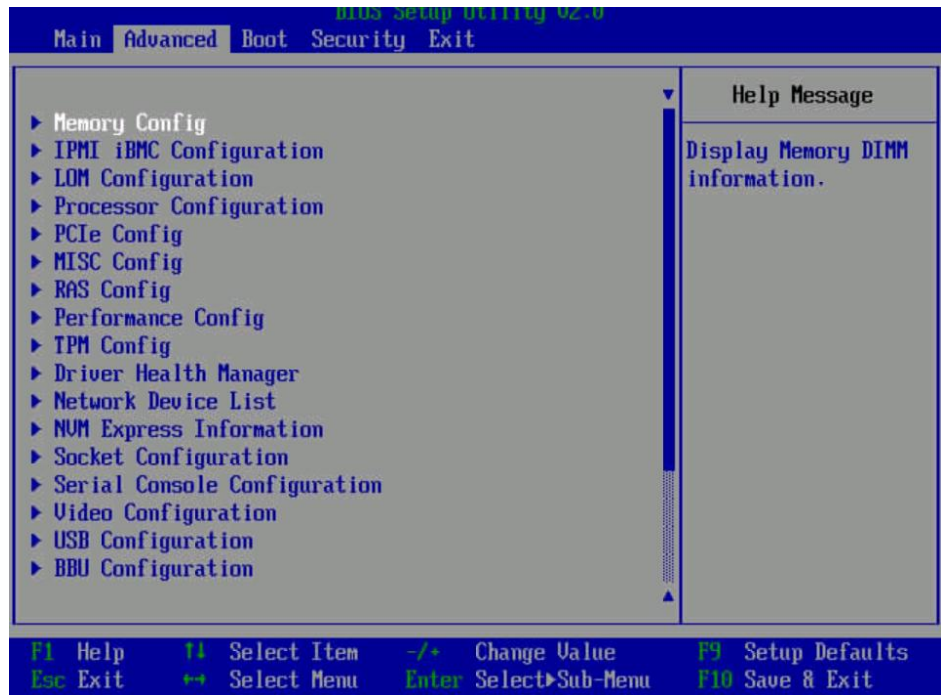 BIOS Setup Utility V2.0
Main Advanced Boot Security Exit
Help Message
▶ Memory Config
▶ IPMI iBMC Configuration
Display Memory DIMM
▶ LOM Configuration
information.
▶ Processor Configuration
▶ PCIe Config
▶ MISC Config
▶ RAS Config
▶ Performance Config
▶ TPM Config
▶ Driver Health Manager
▶ Network Device List
▶ NVM Express Information
▶ Socket Configuration
▶ Serial Console Configuration
▶ Video Configuration
▶ USB Configuration
▶ BBU Configuration
F1 Help ↑↓ Select Item -/+ Change Value F9 Setup Defaults
Esc Exit ←→ Select Menu Enter Select▶Sub-Menu F10 Save & Exit